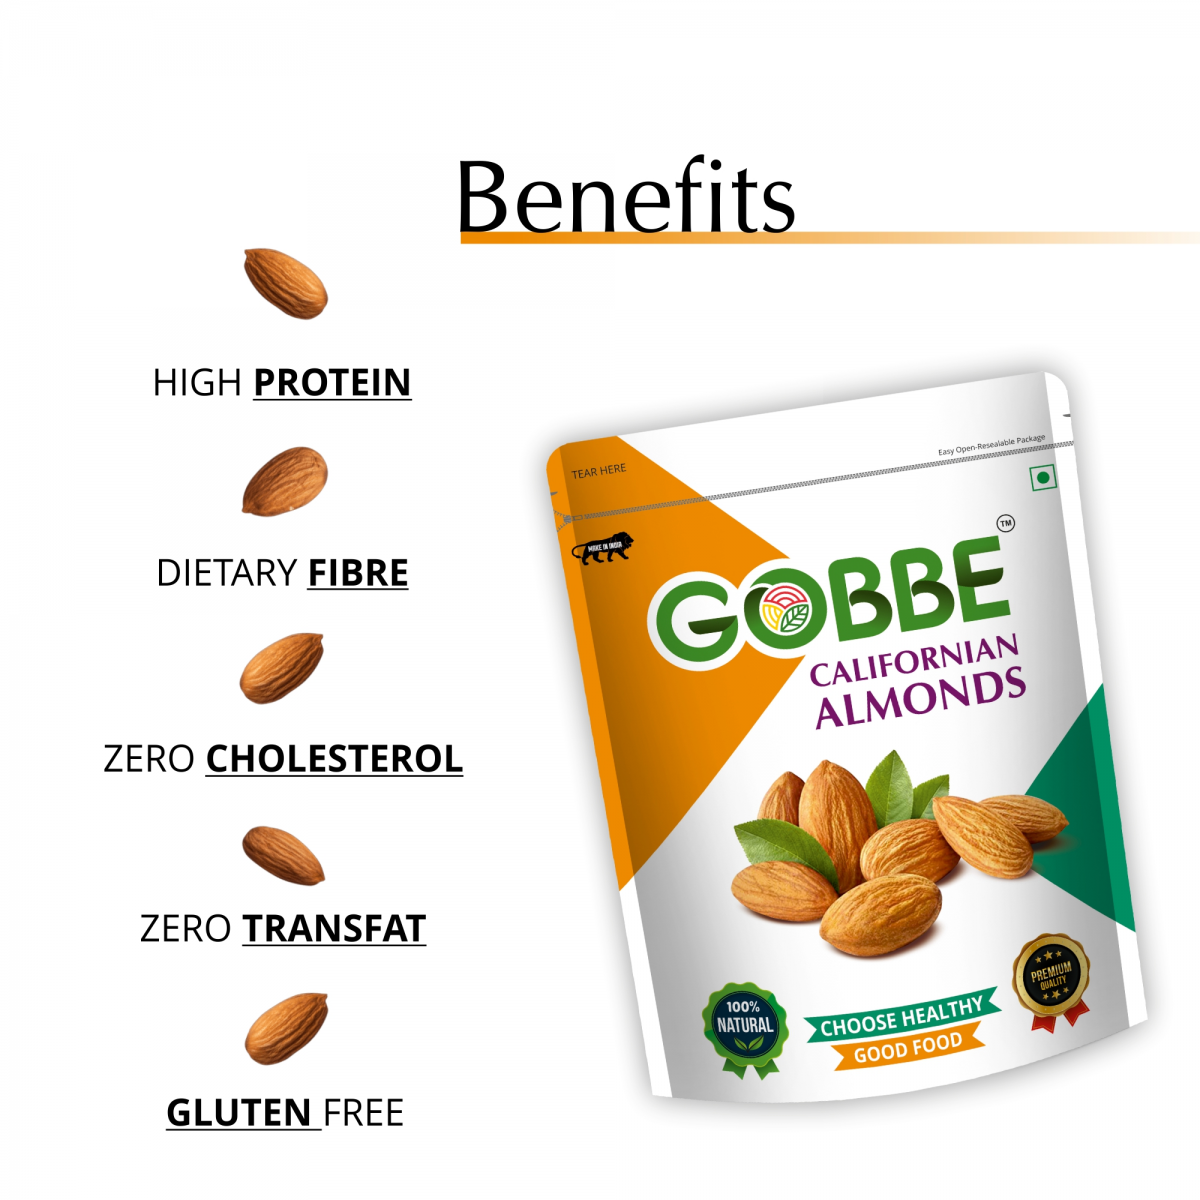 Benefits
HIGH PROTEIN
DIETARY FIBRE
ZERO CHOLESTEROL
ZERO TRANSFAT
GLUTEN FREE
TEAR HERE
Easy Open-Resealable Package
MAKE IN INDIA
GOBBE TM
CALIFORNIAN
ALMONDS
100%
NATURAL
CHOOSE HEALTHY
GOOD FOOD
PREMIUM
QUALITY